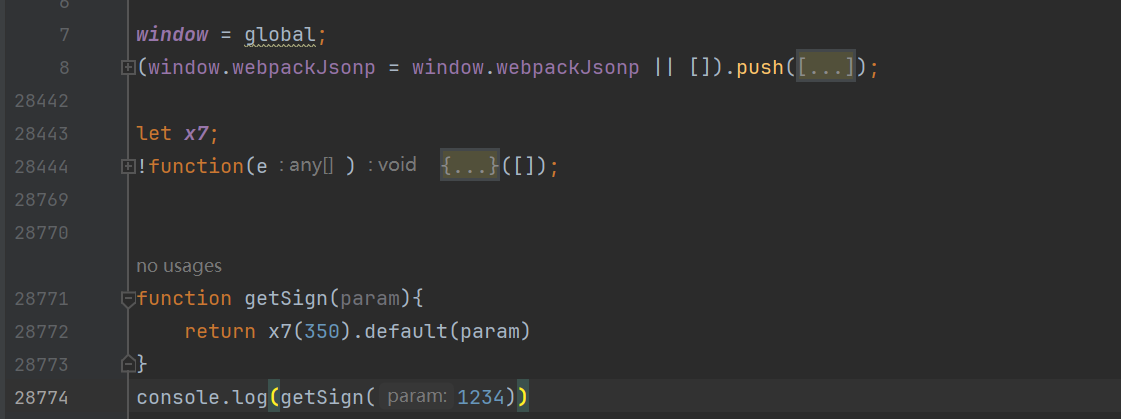 6
7 window = global;
8 (window.webpackJsonp = window.webpackJsonp || []).push([...]);
28442
28443 let x7;
28444 !function(e : any[] ) : void {...}([]);
28769
28770
no usages
28771 function getSign(param){
28772 return x7(350).default(param)
28773 }
28774 console.log(getSign( param: 1234))